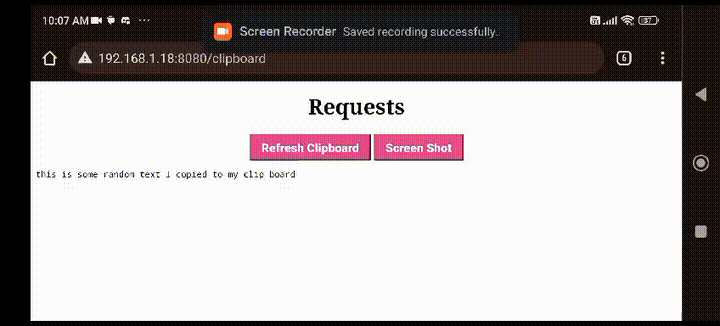 10:07 AM
Screen Recorder Saved recording successfully..
37
192.168.1.18:8080/clipboard
6
Requests
Refresh Clipboard
Screen Shot
this is some random text I copied to my clip board